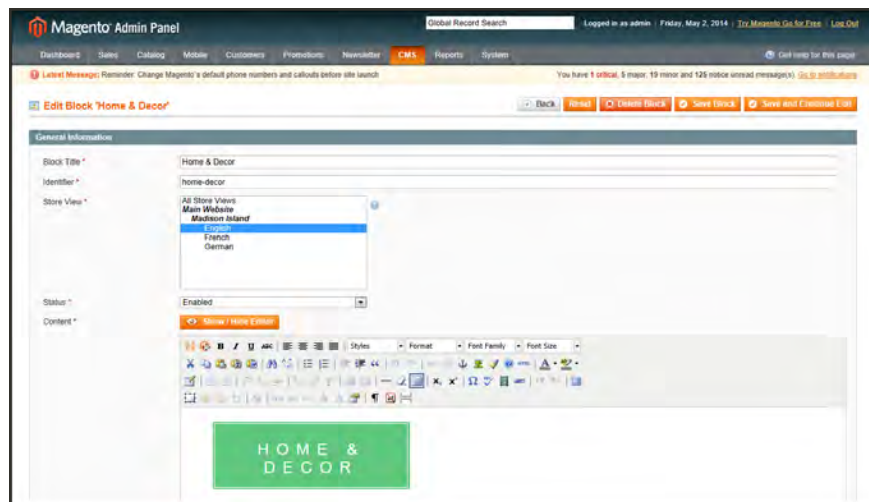 Magento® Admin Panel
Global Record Search
Logged in as admin | Friday, May 2, 2014 | Try Magento Go for Free | Log Out
Dashboard Sales Catalog Mobile Customers Promotions Newsletter CMS Reports System Get help for this page
Latest Message: Reminder: Change Magento's default phone numbers and callouts before site launch You have 1 critical, 5 major, 19 minor and 125 notice unread message(s). Go to notifications
Edit Block 'Home & Decor' Back Reset Delete Block Save Block Save and Continue Edit
General Information
Block Title * Home & Decor
Identifier * home-decor
Store View * All Store Views
Main Website
Madison Island
English
French
German
Status * Enabled
Content * Show / Hide Editor
B I U ABC Styles Format Font Family Font Size
HOME &
DECOR